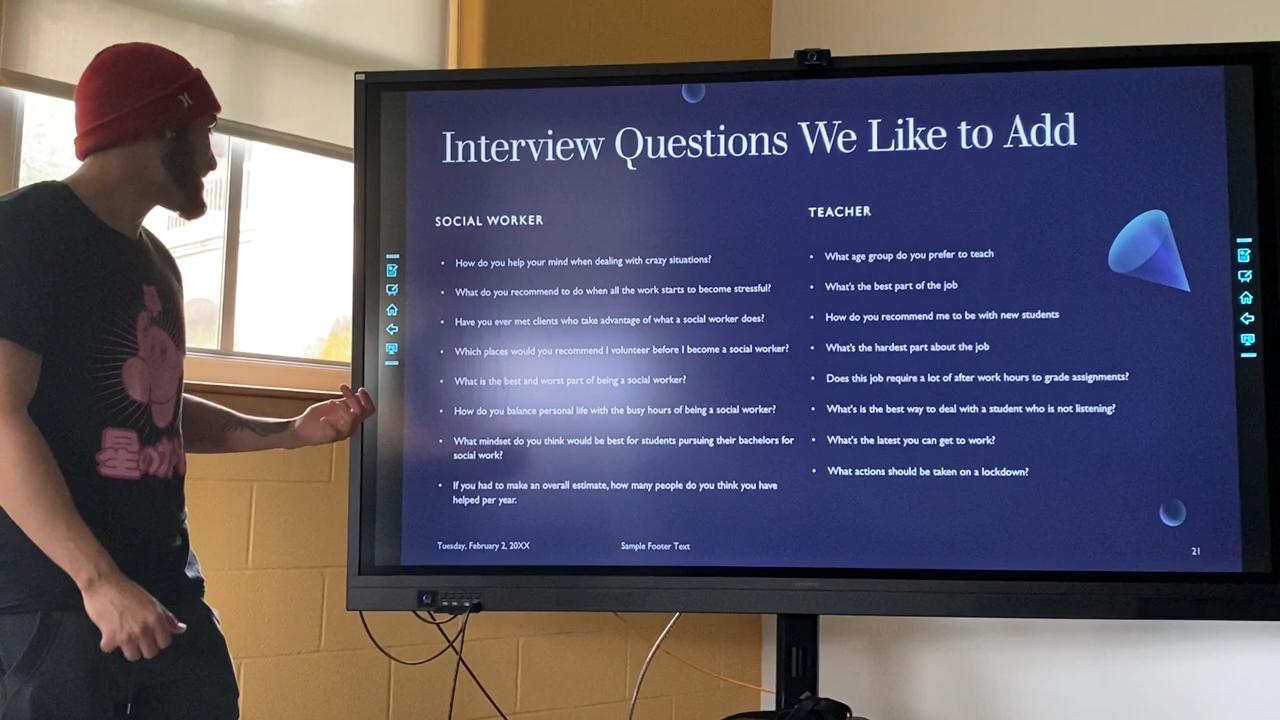 Interview Questions We Like to Add
SOCIAL WORKER
• How do you help your mind when dealing with crazy situations?
• What do you recommend to do when all the work starts to become stressful?
• Have you ever met clients who take advantage of what a social worker does?
• Which places would you recommend I volunteer before I become a social worker?
• What is the best and worst part of being a social worker?
• How do you balance personal life with the busy hours of being a social worker?
• What mindset do you think would be best for students pursuing their bachelors for
social work?
• If you had to make an overall estimate, how many people do you think you have
helped per year.
TEACHER
• What age group do you prefer to teach
• What's the best part of the job
• How do you recommend me to be with new students
• What's the hardest part about the job
• Does this job require a lot of after work hours to grade assignments?
• What's is the best way to deal with a student who is not listening?
• What's the latest you can get to work?
• What actions should be taken on a lockdown?
Tuesday, February 2, 20XX
Sample Footer Text
21